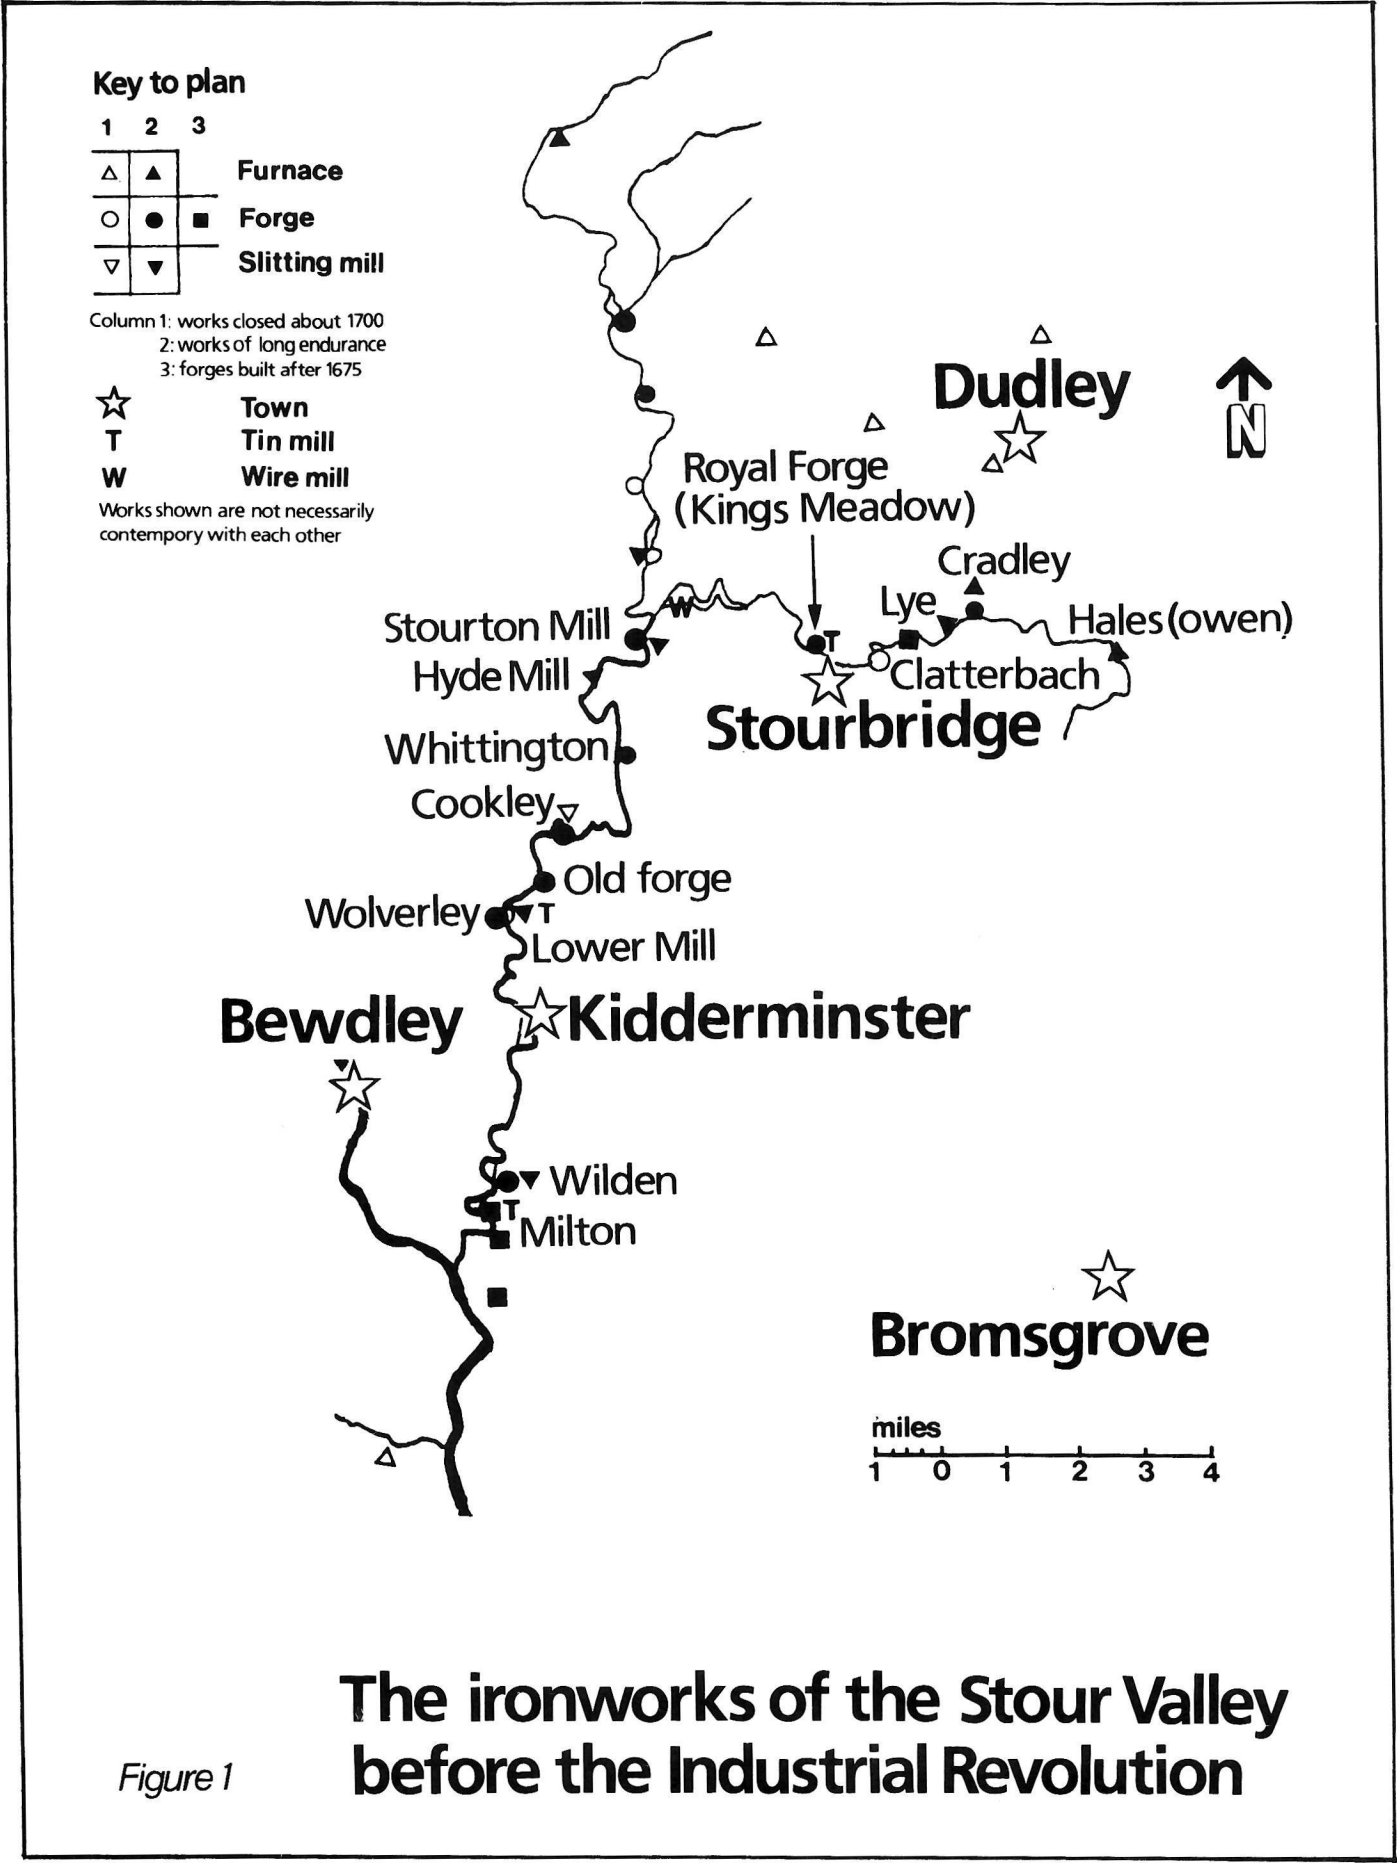 Key to plan
1 2 3
Furnace
Forge
Slitting mill
Column 1: works closed about 1700
2: works of long endurance
3: forges built after 1675
Town
T Tin mill
W Wire mill
Works shown are not necessarily
contempory with each other
Dudley
N
Royal Forge
(Kings Meadow)
Cradley
Lye
Hales (owen)
W
Stourton Mill
T
Hyde Mill
Clatterbach
Stourbridge
Whittington
Cookley
Old forge
Wolverley
T
Lower Mill
Bewdley
Kidderminster
Wilden
T
Milton
Bromsgrove
miles
1 0 1 2 3 4
The ironworks of the Stour Valley
before the Industrial Revolution
Figure 1